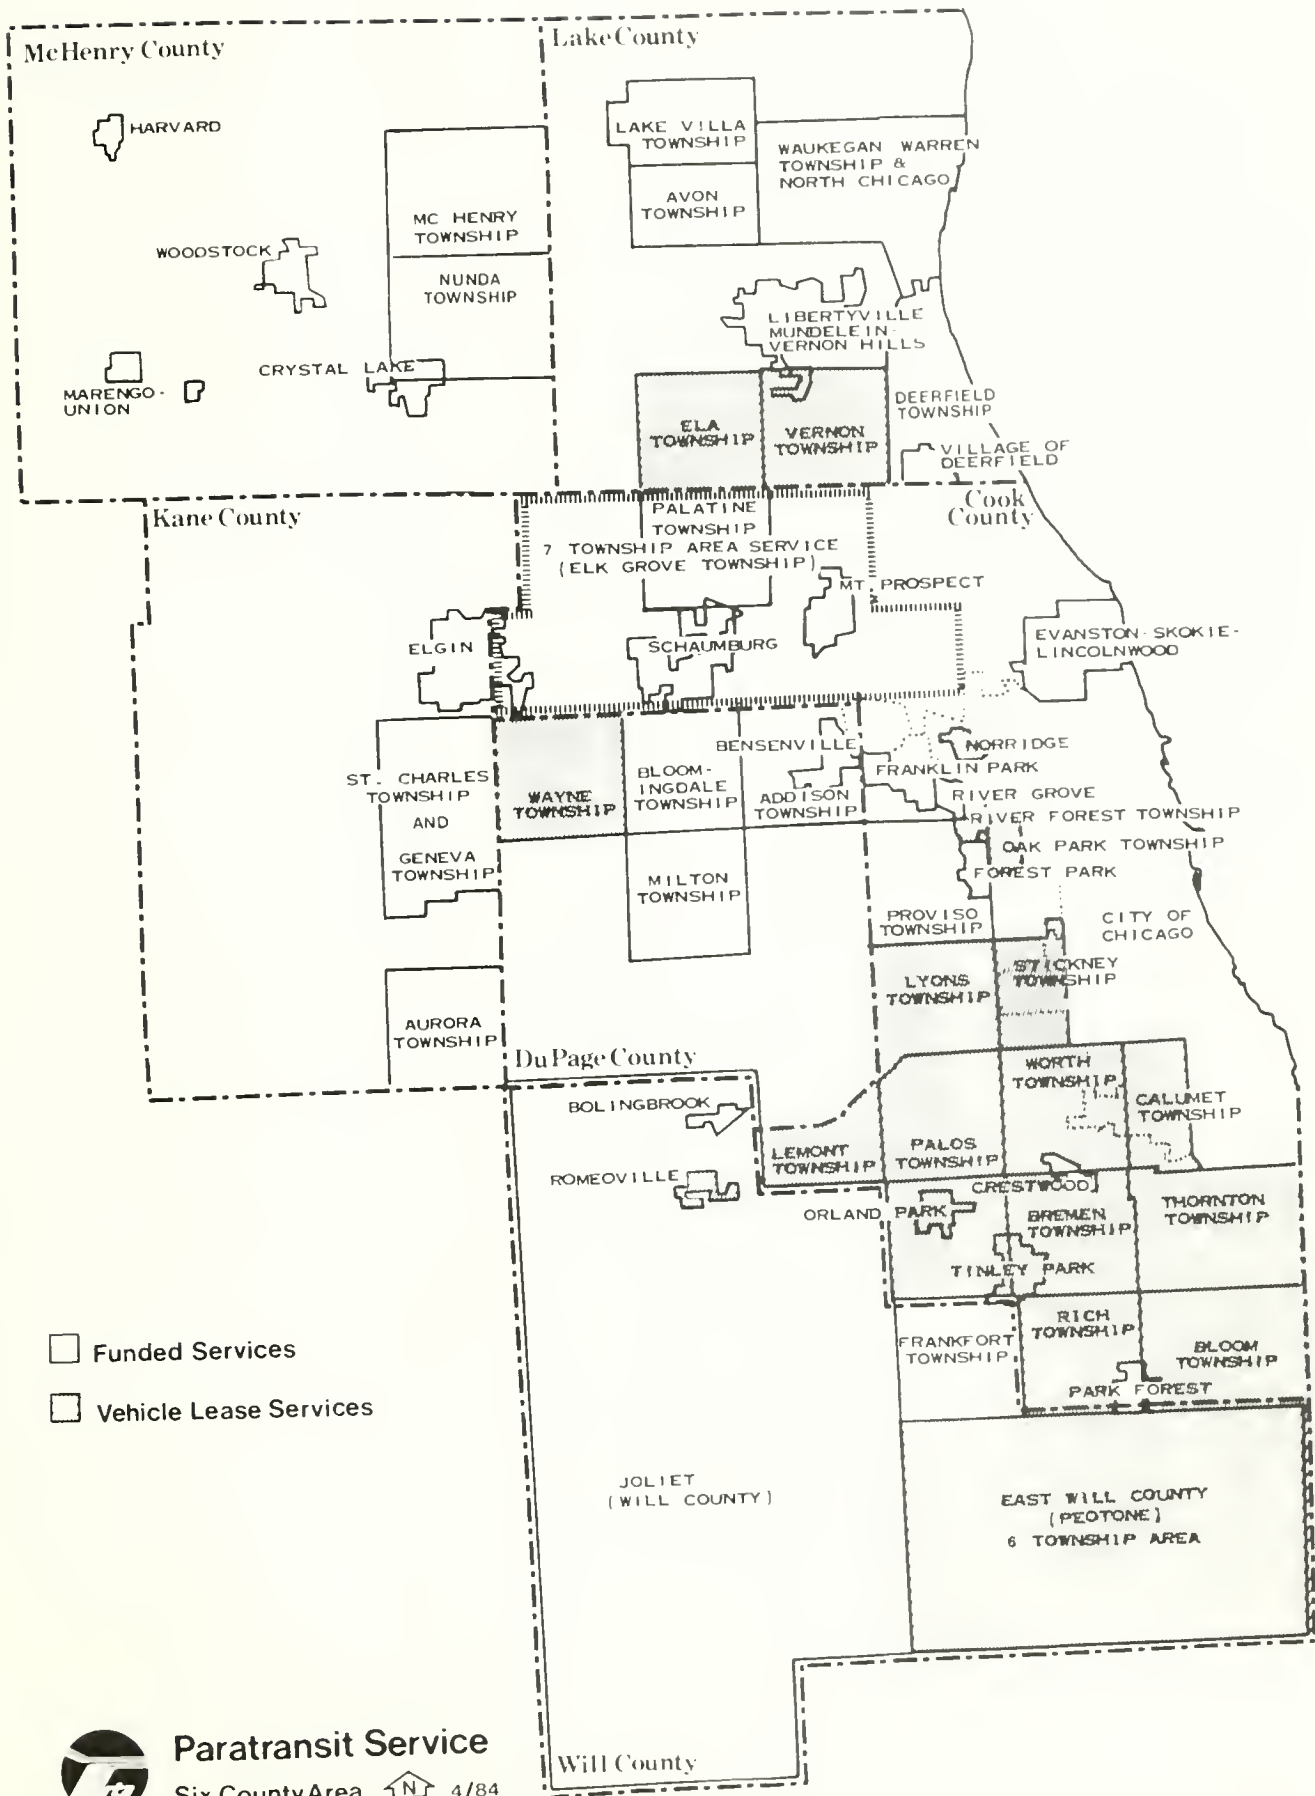 McHenry County
Lake County
HARVARD
LAKE VILLA
TOWNSHIP
WAUKEGAN WARREN
TOWNSHIP &
NORTH CHICAGO
AVON
TOWNSHIP
MC HENRY
TOWNSHIP
WOODSTOCK
NUNDA
TOWNSHIP
LIBERTYVILLE
MUNDELEIN-
VERNON HILLS
CRYSTAL LAKE
MARENGO-
UNION
DEERFIELD
TOWNSHIP
ELA
TOWNSHIP
VERNON
TOWNSHIP
VILLAGE OF
DEERFIELD
Kane County
Cook
County
PALATINE
TOWNSHIP
7 TOWNSHIP AREA SERVICE
(ELK GROVE TOWNSHIP)
MT. PROSPECT
ELGIN
SCHAUMBURG
EVANSTON-SKOKIE-
LINCOLNWOOD
BENSENVILLE
NORRIDGE
FRANKLIN PARK
ST. CHARLES
TOWNSHIP
AND
GENEVA
TOWNSHIP
WAYNE
TOWNSHIP
BLOOM-
INGDALE
TOWNSHIP
ADDISON
TOWNSHIP
RIVER GROVE
RIVER FOREST TOWNSHIP
OAK PARK TOWNSHIP
FOREST PARK
MILTON
TOWNSHIP
PROVISO
TOWNSHIP
CITY OF
CHICAGO
LYONS
TOWNSHIP
STICKNEY
TOWNSHIP
AURORA
TOWNSHIP
DuPage County
WORTH
TOWNSHIP
BOLINGBROOK
CALUMET
TOWNSHIP
LEMONT
TOWNSHIP
PALOS
TOWNSHIP
ROMEOVILLE
CRESTWOOD
ORLAND PARK
BREMEN
TOWNSHIP
THORNTON
TOWNSHIP
TINLEY PARK
RICH
TOWNSHIP
FRANKFORT
TOWNSHIP
BLOOM
TOWNSHIP
PARK FOREST
Funded Services
Vehicle Lease Services
JOLIET
(WILL COUNTY)
EAST WILL COUNTY
(PEOTONE)
6 TOWNSHIP AREA
Will County
Paratransit Service
Six County Area N 4/84